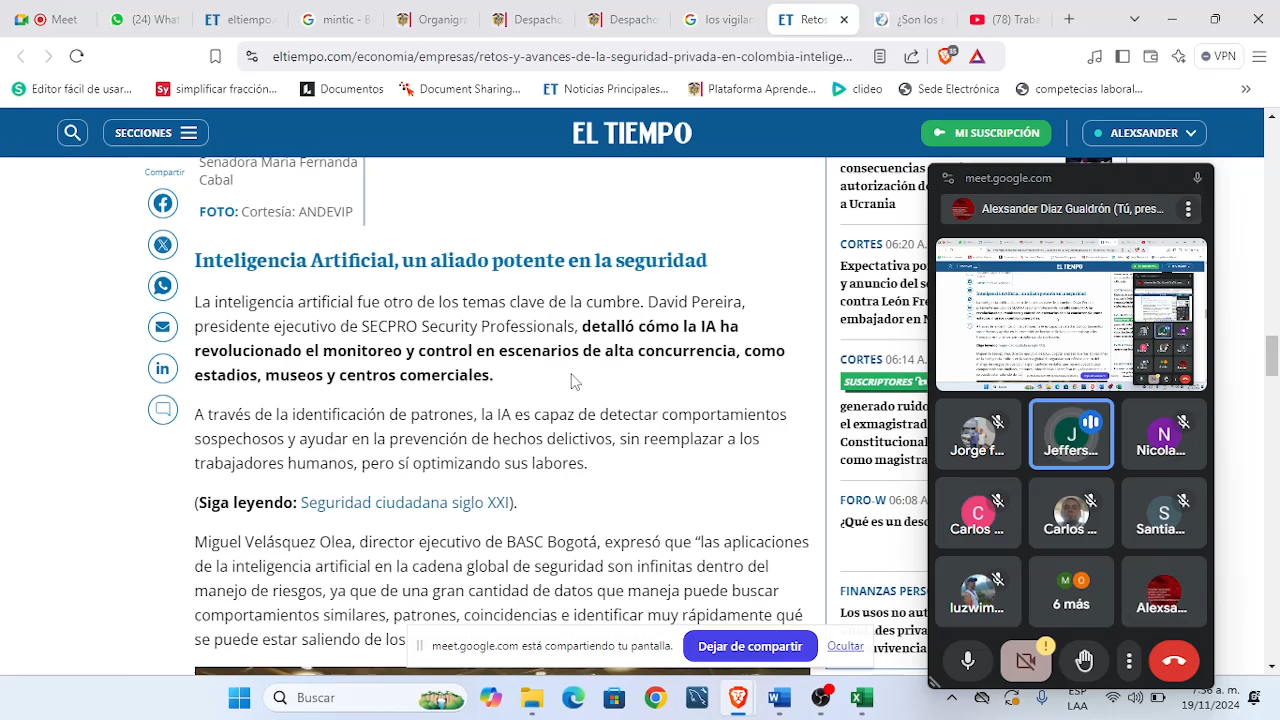 Meet
(24) What
eltiempo.
mintic - B
Organigr
Despacho
Despacho
los vigilan
Retos
¿Son los e
(78) Traba
eltiempo.com/economia/empresas/retos-y-avances-de-la-seguridad-privada-en-colombia-intelige...
VPN
Editor fácil de usar...
simplificar fracción...
Documentos
Document Sharing...
Noticias Principales...
Plataforma Aprende...
clideo
Sede Electrónica
competecias laboral...
SECCIONES
EL TIEMPO
MI SUSCRIPCIÓN
ALEXSANDER
Compartir
Senadora María Fernanda
Cabal
FOTO: Cortesía: ANDEVIP
Inteligencia Artificial, un aliado potente en la seguridad
La inteligencia artificial fue otro de los temas clave de la cumbre. David Pereira,
presidente ejecutivo de SECPRO Security Professionals, detalló cómo la IA ha
revolucionado el monitoreo y control en escenarios de alta concurrencia, como
estadios, museos y centros comerciales.
A través de la identificación de patrones, la IA es capaz de detectar comportamientos
sospechosos y ayudar en la prevención de hechos delictivos, sin reemplazar a los
trabajadores humanos, pero sí optimizando sus labores.
(Siga leyendo: Seguridad ciudadana siglo XXI).
Miguel Velásquez Olea, director ejecutivo de BASC Bogotá, expresó que “las aplicaciones
de la inteligencia artificial en la cadena global de seguridad son infinitas dentro del
manejo de riesgos, ya que de una gran cantidad de datos que maneja puede buscar
comportamientos similares, patrones, coincidencias e identificar muy rápidamente que
se puede estar saliendo de los
consecuencias
autorización de
a Ucrania
CORTES 06:20 A.
Expectativa po
y anuncio del s
contra León Fre
embajador en
CORTES 06:14 A.
SUSCRIPTORES
generado ruido
el exmagistrad
Constitucional
como magistra
FORO-W 06:08 A
¿Qué es un desc
FINANZAS PERS
Los usos no aut
meet.google.com
Alexsander Diaz Gualdrón (Tú, pres...
Jorge f...
J
Jeffers...
N
Nicola...
C
Carlos ...
Carlos ...
S
Santia...
luzwim...
M O
6 más
Alexsa...
meet.google.com está compartiendo tu pantalla.
Dejar de compartir
Ocultar
Buscar
ESP
LAA
a. m.
19/11/2024